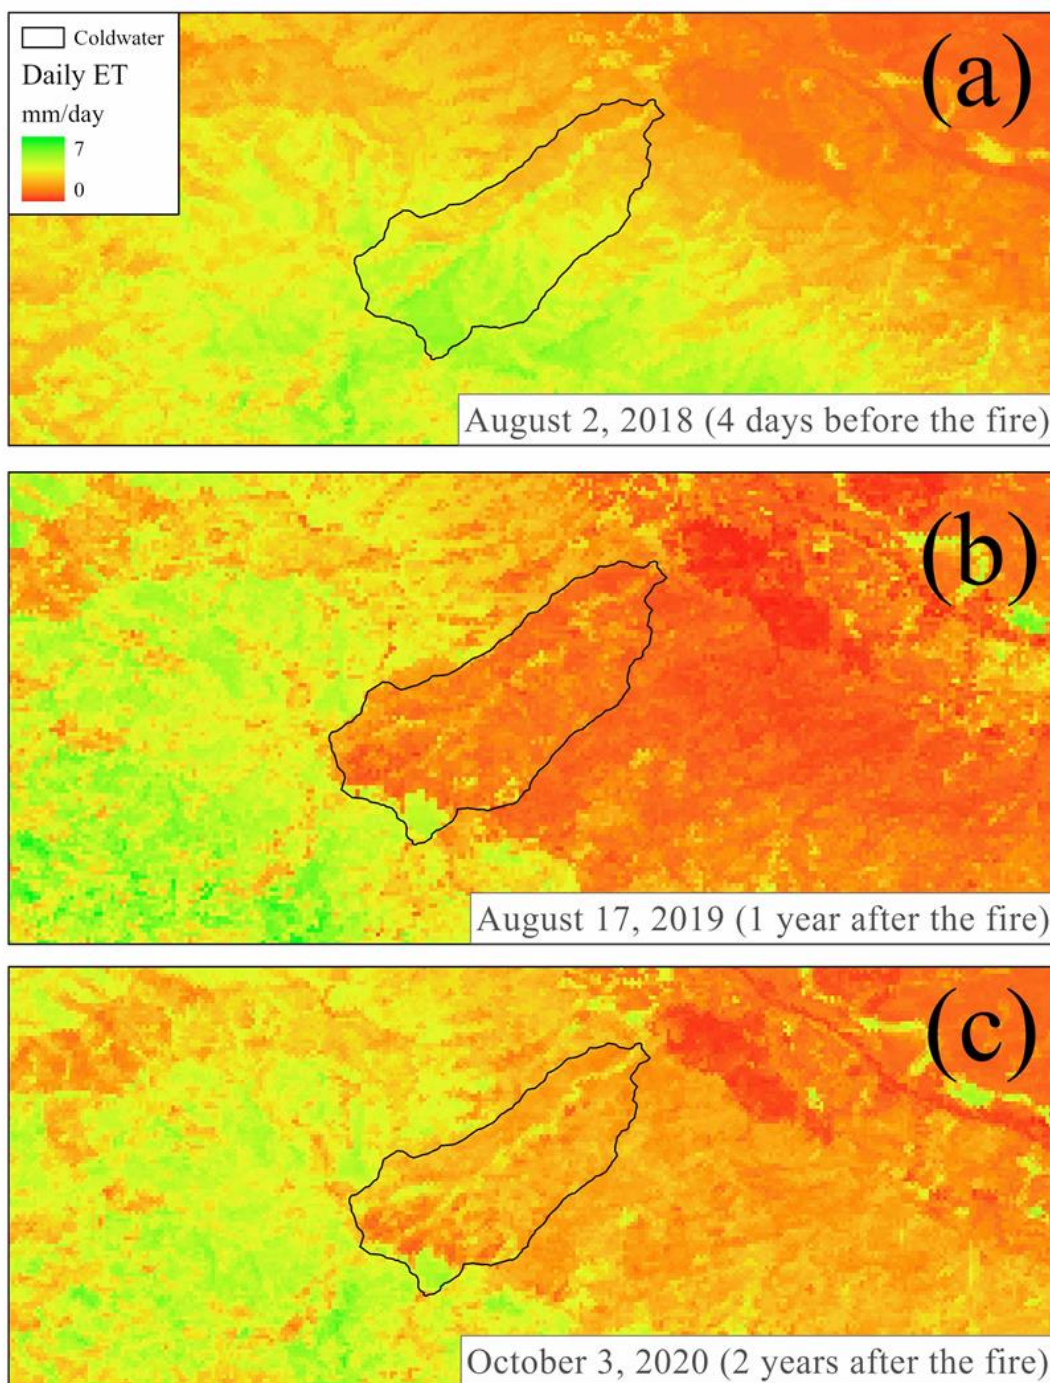 Coldwater
Daily ET
mm/day
7
0
(a)
August 2, 2018 (4 days before the fire)
(b)
August 17, 2019 (1 year after the fire)
(c)
October 3, 2020 (2 years after the fire)